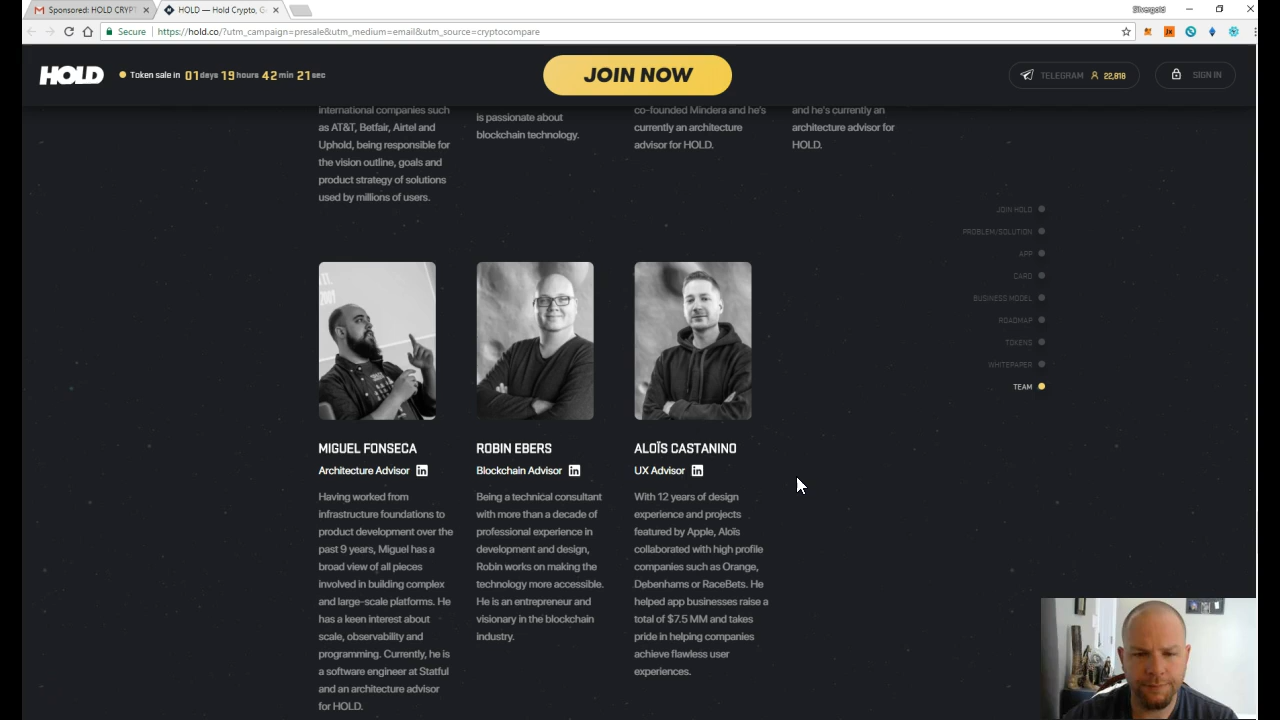 Sponsored: HOLD CRYPT
HOLD — Hold Crypto, G
Silvergold
Secure
https://hold.co/?utm_campaign=presale&utm_medium=email&utm_source=cryptocompare
HOLD
Token sale in 01 days 19 hours 42 min 21 sec
JOIN NOW
TELEGRAM 22,818
SIGN IN
international companies such
as AT&T, Betfair, Airtel and
Uphold, being responsible for
the vision outline, goals and
product strategy of solutions
used by millions of users.
is passionate about
blockchain technology.
co-founded Mindera and he's
currently an architecture
advisor for HOLD.
and he's currently an
architecture advisor for
HOLD.
JOIN HOLD
PROBLEM/SOLUTION
APP
CARD
BUSINESS MODEL
ROADMAP
TOKENS
WHITEPAPER
TEAM
MIGUEL FONSECA
Architecture Advisor in
Having worked from
infrastructure foundations to
product development over the
past 9 years, Miguel has a
broad view of all pieces
involved in building complex
and large-scale platforms. He
has a keen interest about
scale, observability and
programming. Currently, he is
a software engineer at Statful
and an architecture advisor
for HOLD.
ROBIN EBERS
Blockchain Advisor in
Being a technical consultant
with more than a decade of
professional experience in
development and design,
Robin works on making the
technology more accessible.
He is an entrepreneur and
visionary in the blockchain
industry.
ALOÏS CASTANINO
UX Advisor in
With 12 years of design
experience and projects
featured by Apple, Aloïs
collaborated with high profile
companies such as Orange,
Debenhams or RaceBets. He
helped app businesses raise a
total of $7.5 MM and takes
pride in helping companies
achieve flawless user
experiences.